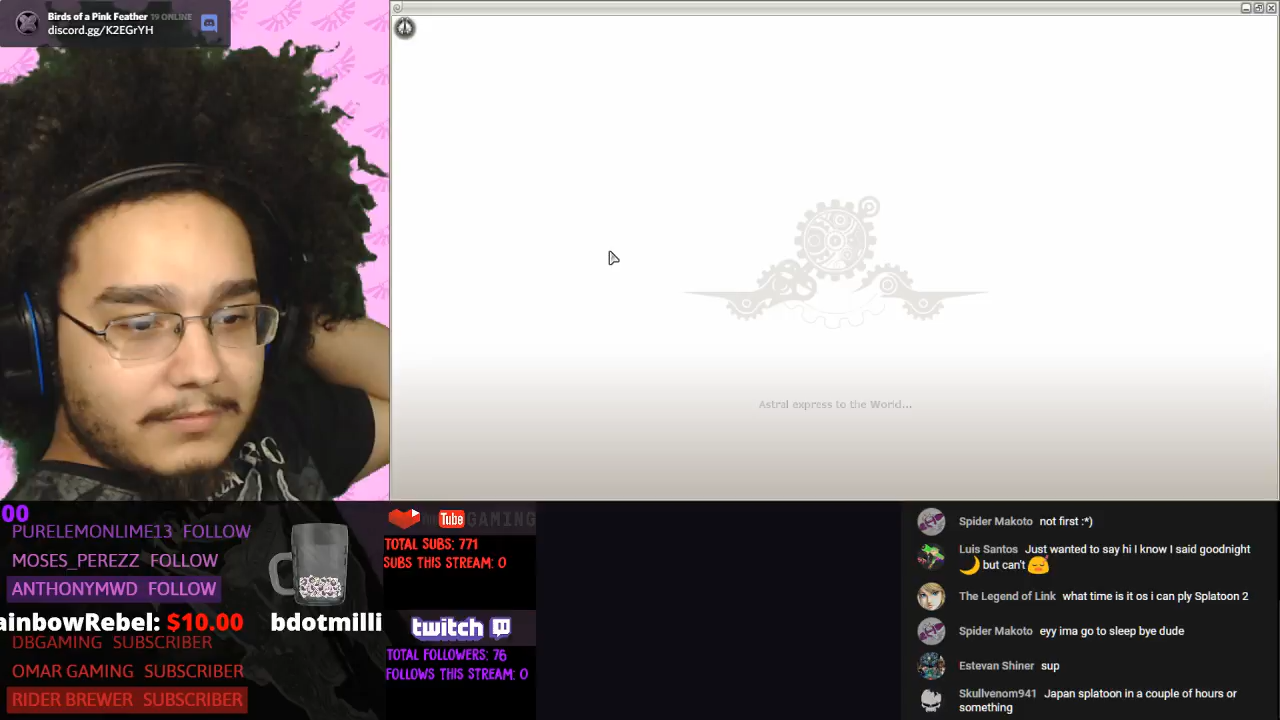 Birds of a Pink Feather 19 ONLINE
discord.gg/K2EGrYH
Astral express to the World...
00
PURELEMONLIME13 FOLLOW
MOSES_PEREZZ FOLLOW
ANTHONYMWD FOLLOW
ainbowRebel: $10.00 bdotmilli
DBGAMING SUBSCRIBER
OMAR GAMING SUBSCRIBER
RIDER BREWER SUBSCRIBER
Tube GAMING
TOTAL SUBS: 771
SUBS THIS STREAM: 0
twitch
TOTAL FOLLOWERS: 76
FOLLOWS THIS STREAM: 0
Spider Makoto not first :*)
Luis Santos Just wanted to say hi I know I said goodnight
🌙 but can't 😴
The Legend of Link what time is it os i can ply Splatoon 2
Spider Makoto eyy ima go to sleep bye dude
Estevan Shiner sup
Skullvenom941 Japan splatoon in a couple of hours or
something